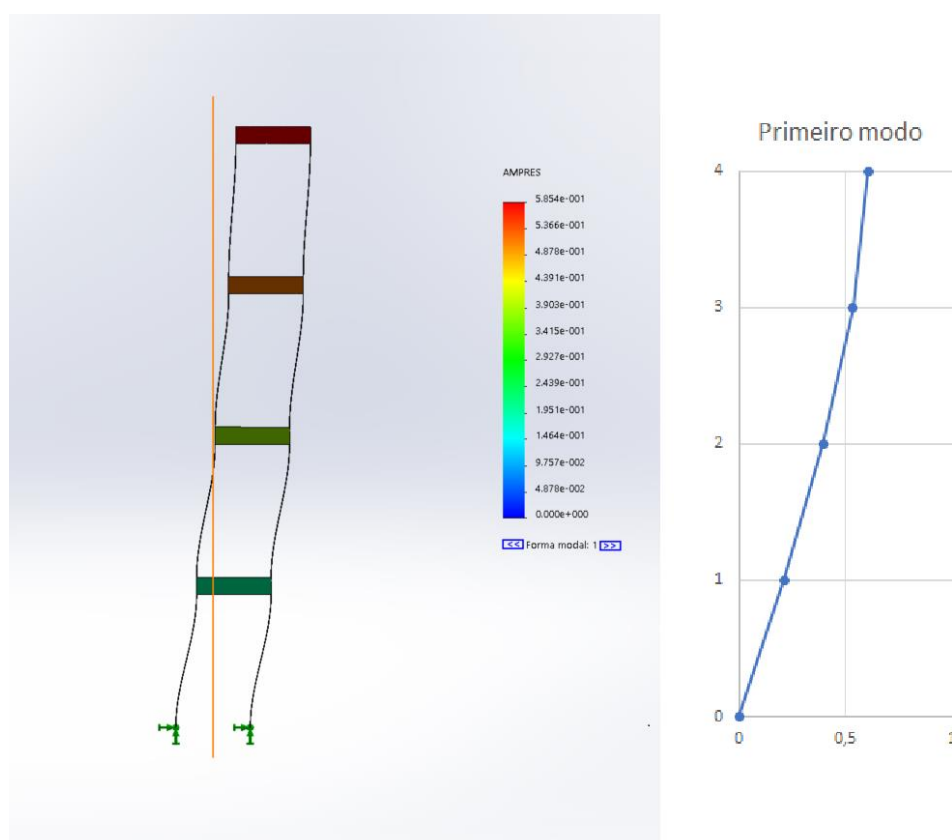 AMPRES
5.854e-001
5.366e-001
4.878e-001
4.391e-001
3.903e-001
3.415e-001
2.927e-001
2.439e-001
1.951e-001
1.464e-001
9.757e-002
4.878e-002
0.000e+000
<< Forma modal: 1 >>
Primeiro modo
4
3
2
1
0
0 0,5 1